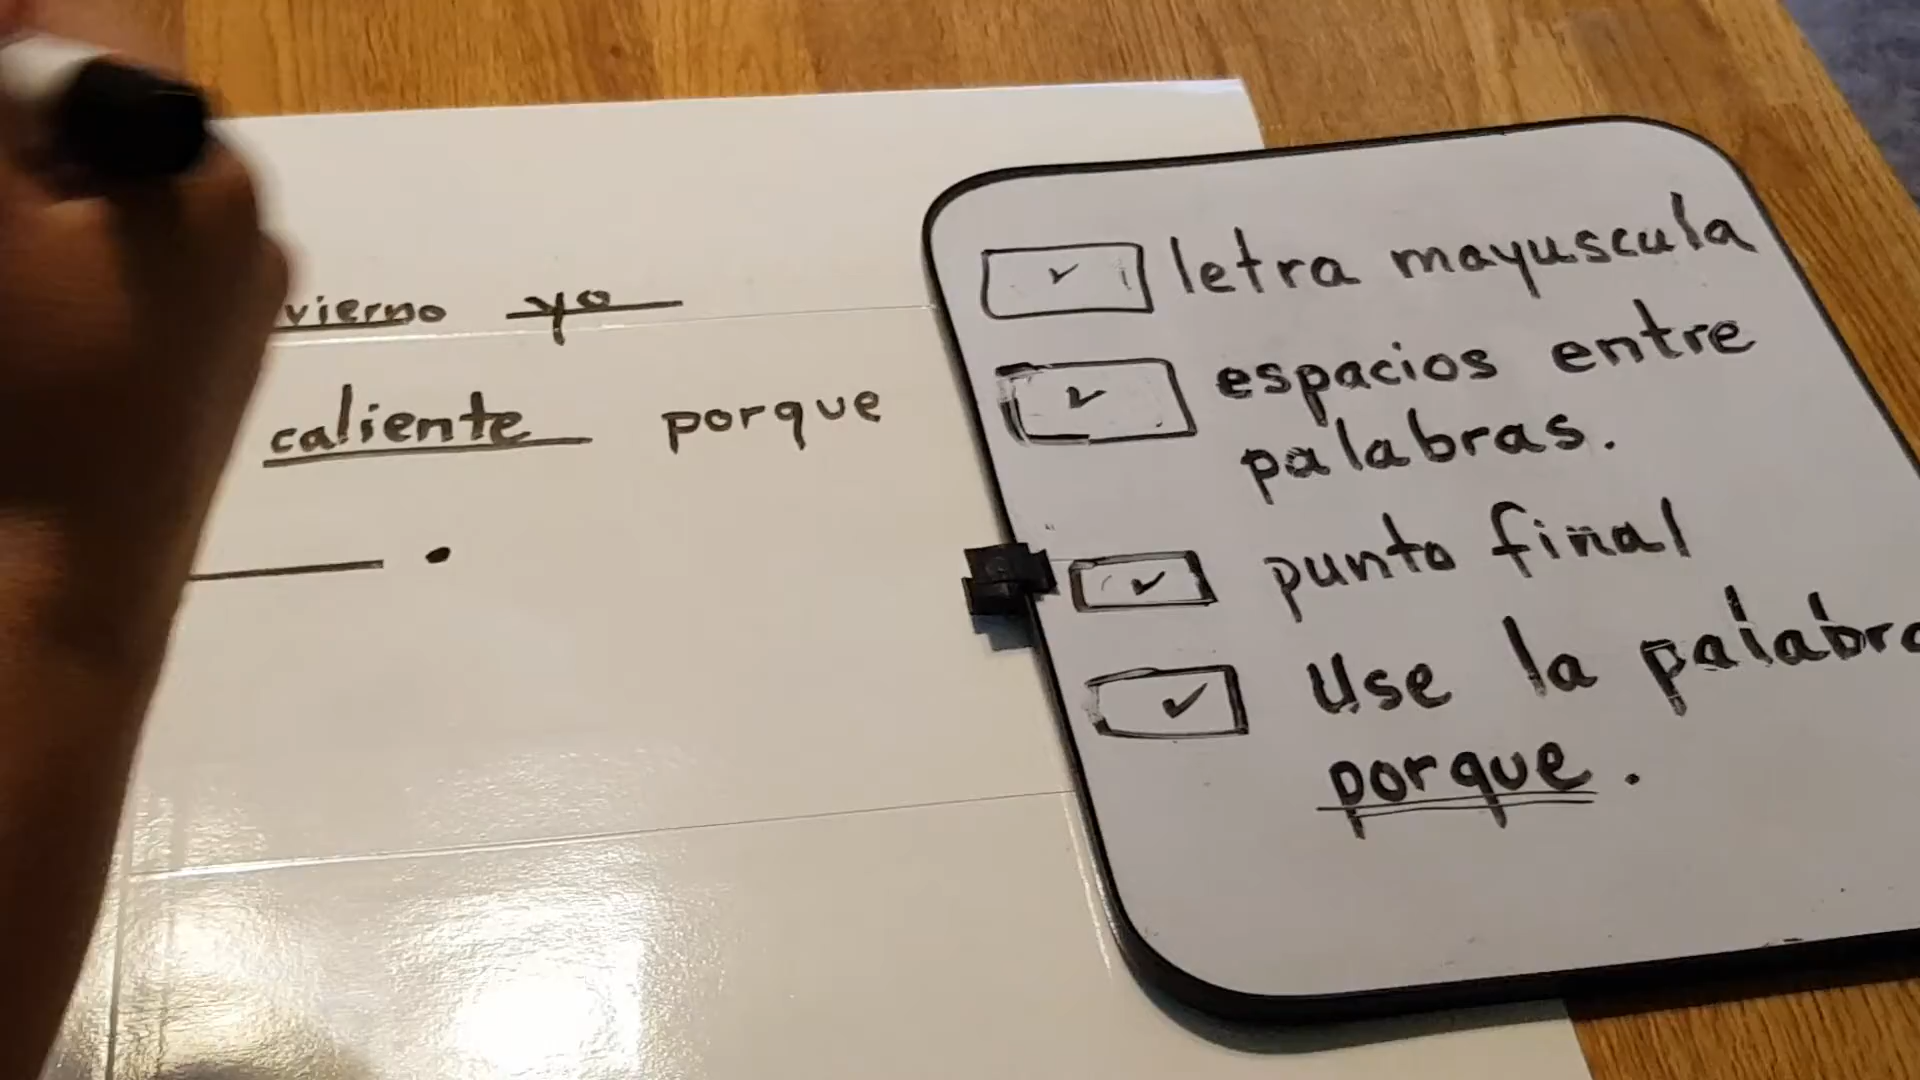 vierno yo
caliente porque
.
letra mayuscula
espacios entre
palabras.
punto final
Use la palabra
porque.